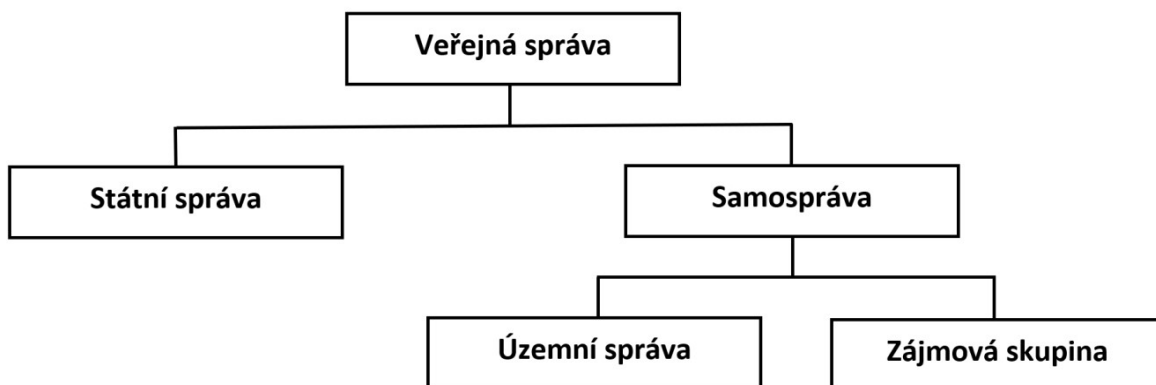 Veřejná správa
Státní správa
Samospráva
Územní správa
Zájmová skupina